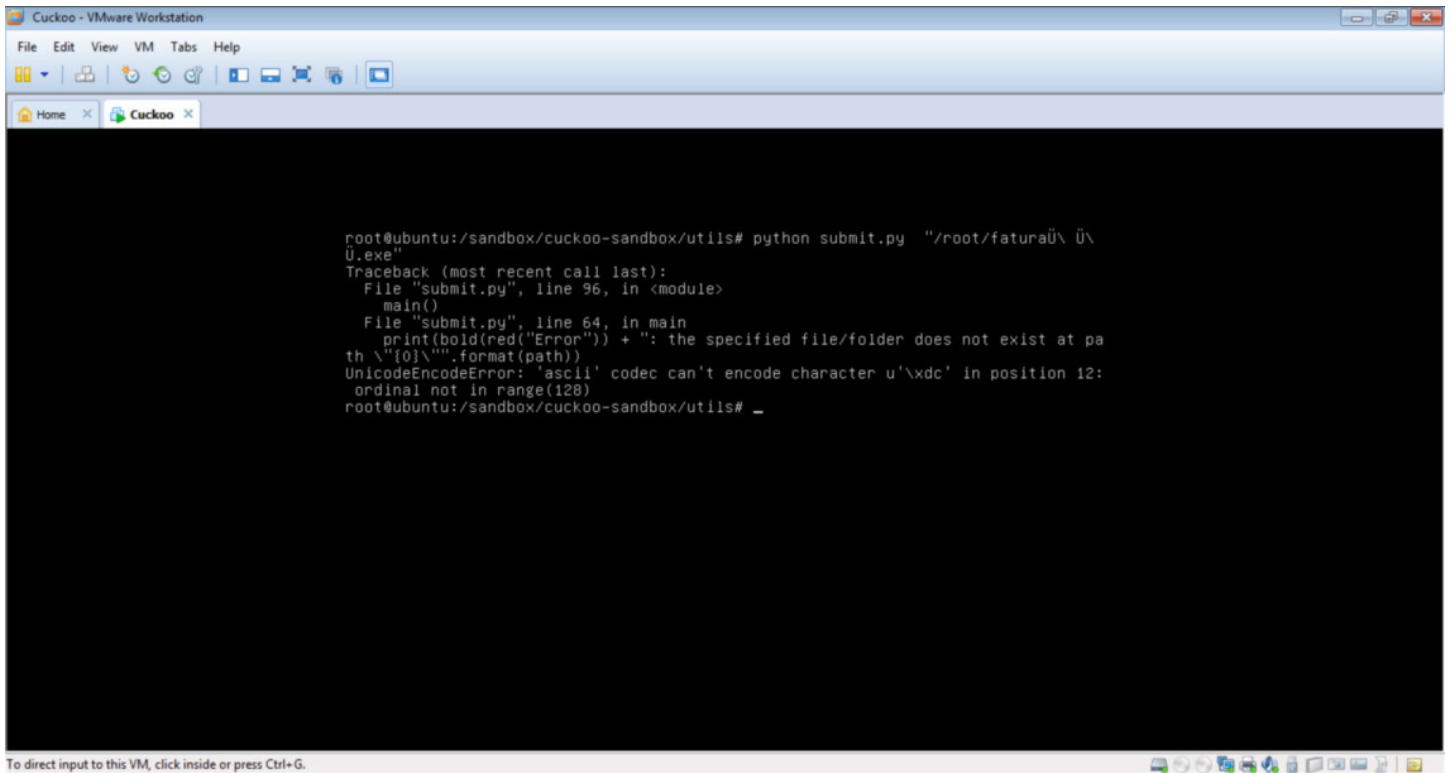 Cuckoo - VMware Workstation
File Edit View VM Tabs Help
Home Cuckoo
root@ubuntu:/sandbox/cuckoo-sandbox/utils# python submit.py  "/root/faturaÜ\ Ü\
Ü.exe"
Traceback (most recent call last):
  File "submit.py", line 96, in <module>
    main()
  File "submit.py", line 64, in main
    print(bold(red("Error")) + ": the specified file/folder does not exist at pa
th \"{0}\"".format(path))
UnicodeEncodeError: 'ascii' codec can't encode character u'\xdc' in position 12:
 ordinal not in range(128)
root@ubuntu:/sandbox/cuckoo-sandbox/utils# _
To direct input to this VM, click inside or press Ctrl+G.